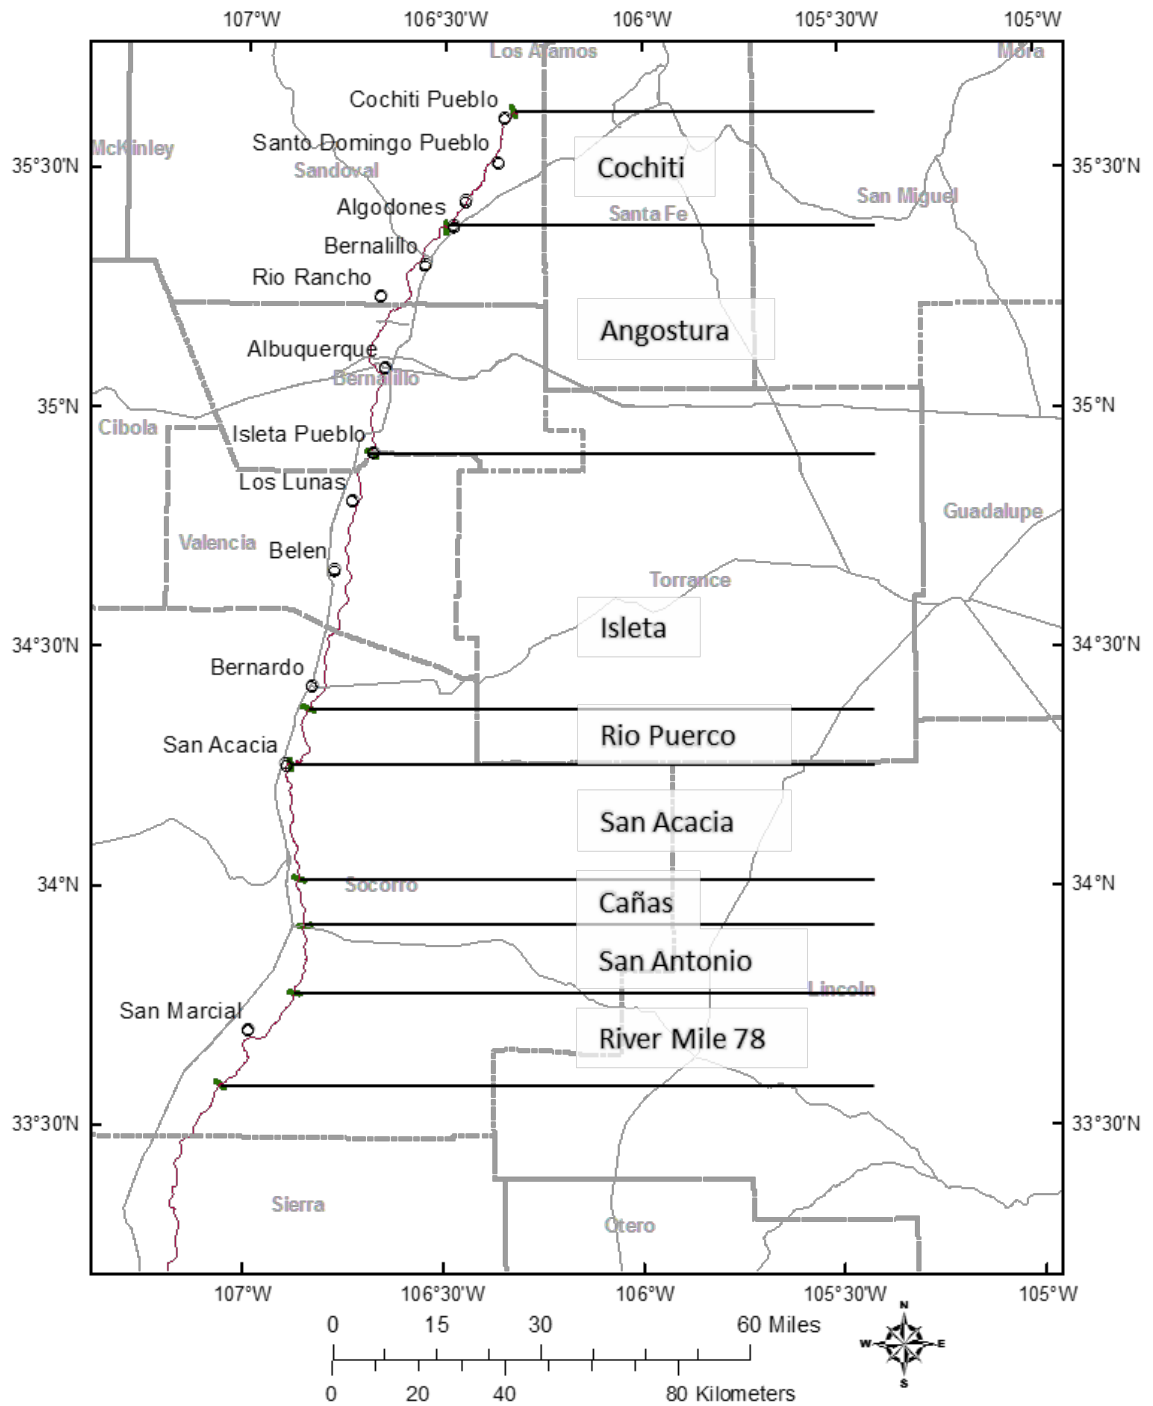 107°W 106°30'W 106°W 105°30'W 105°W
Los Alamos Mora
Cochiti Pueblo
McKinley Santo Domingo Pueblo
35°30'N Sandoval Cochiti 35°30'N
San Miguel
Algodones Santa Fe
Bernalillo
Rio Rancho
Angostura
Albuquerque
Bernalillo
35°N 35°N
Cibola Isleta Pueblo
Los Lunas
Guadalupe
Valencia Belen
Torrance
Isleta
34°30'N 34°30'N
Bernardo
Rio Puerco
San Acacia
San Acacia
34°N Socorro 34°N
Cañas
San Antonio
Lincoln
San Marcial
River Mile 78
33°30'N 33°30'N
Sierra
Otero
107°W 106°30'W 106°W 105°30'W 105°W
N
0 15 30 60 Miles
W E
S
0 20 40 80 Kilometers